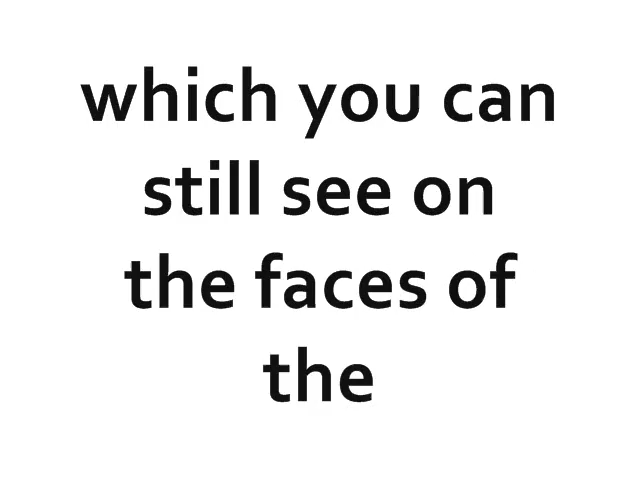 which you can
still see on
the faces of
the